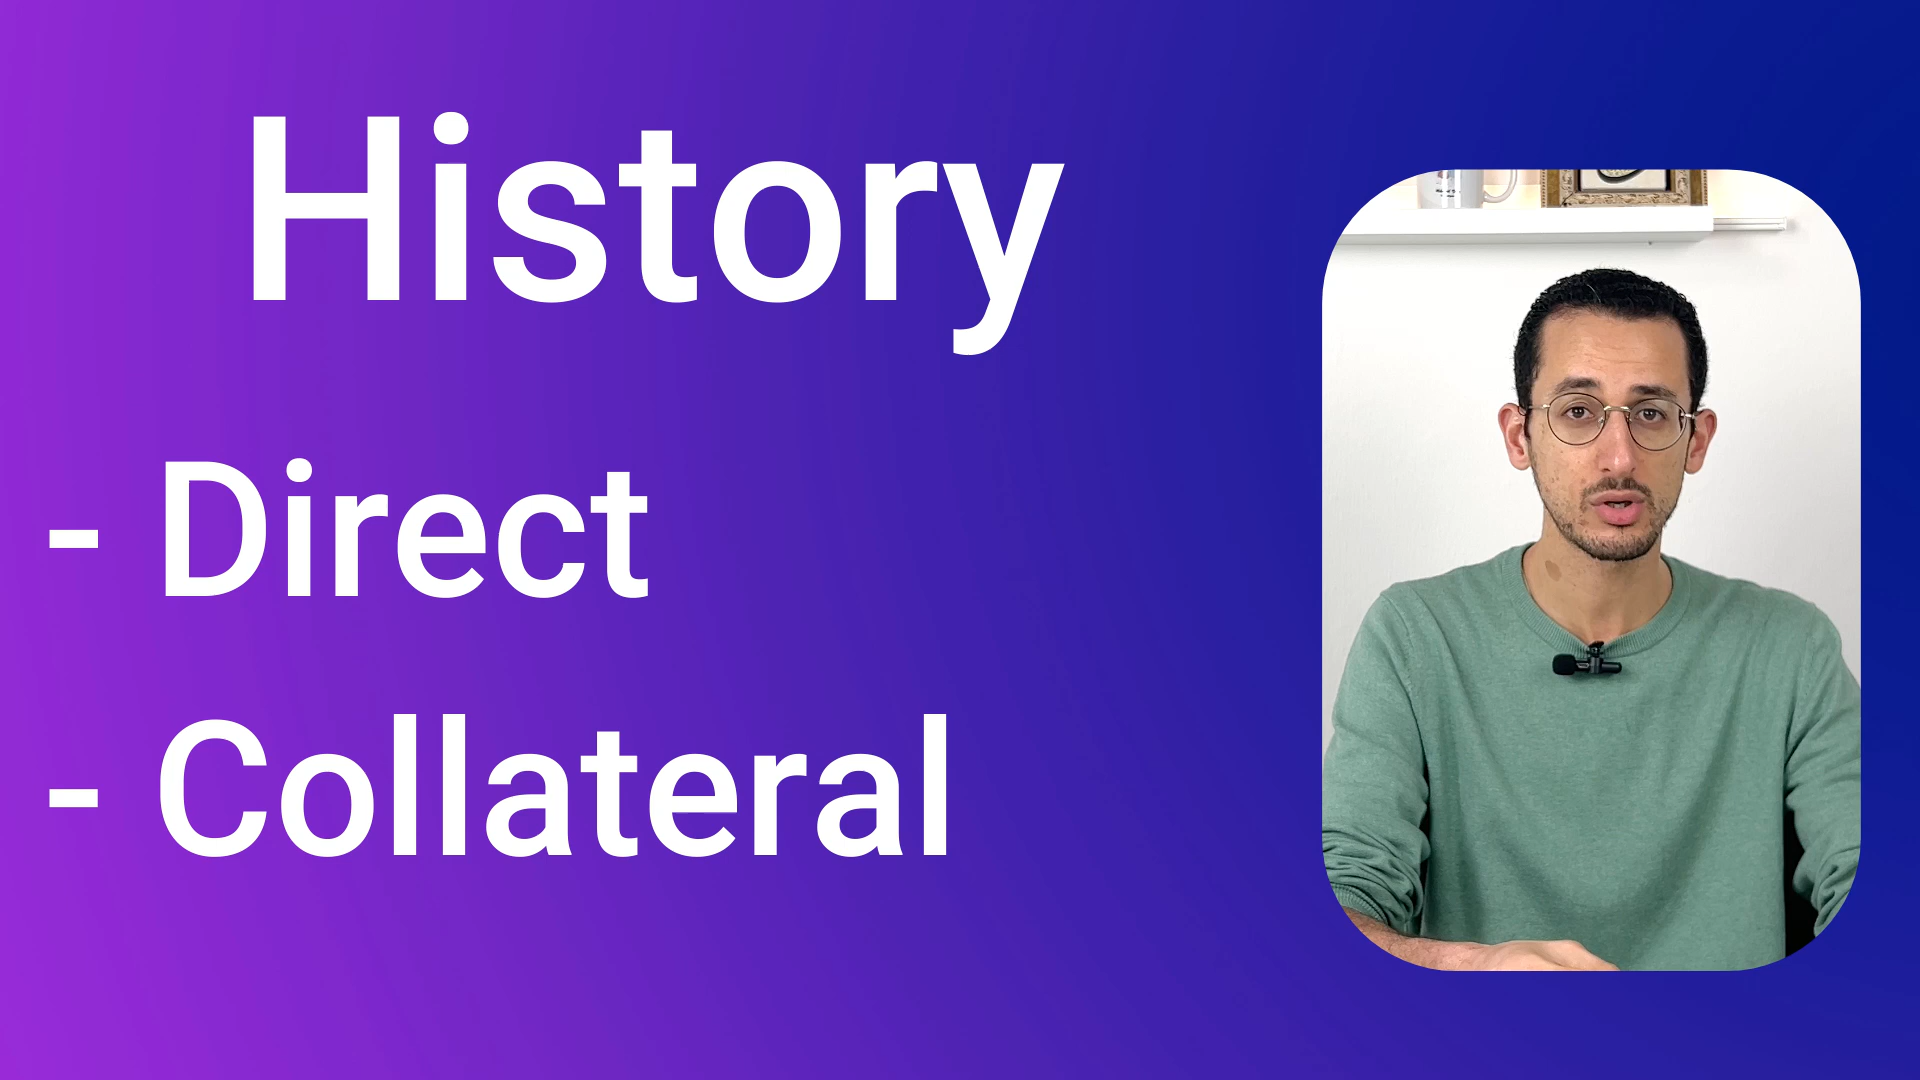 History
- Direct
- Collateral